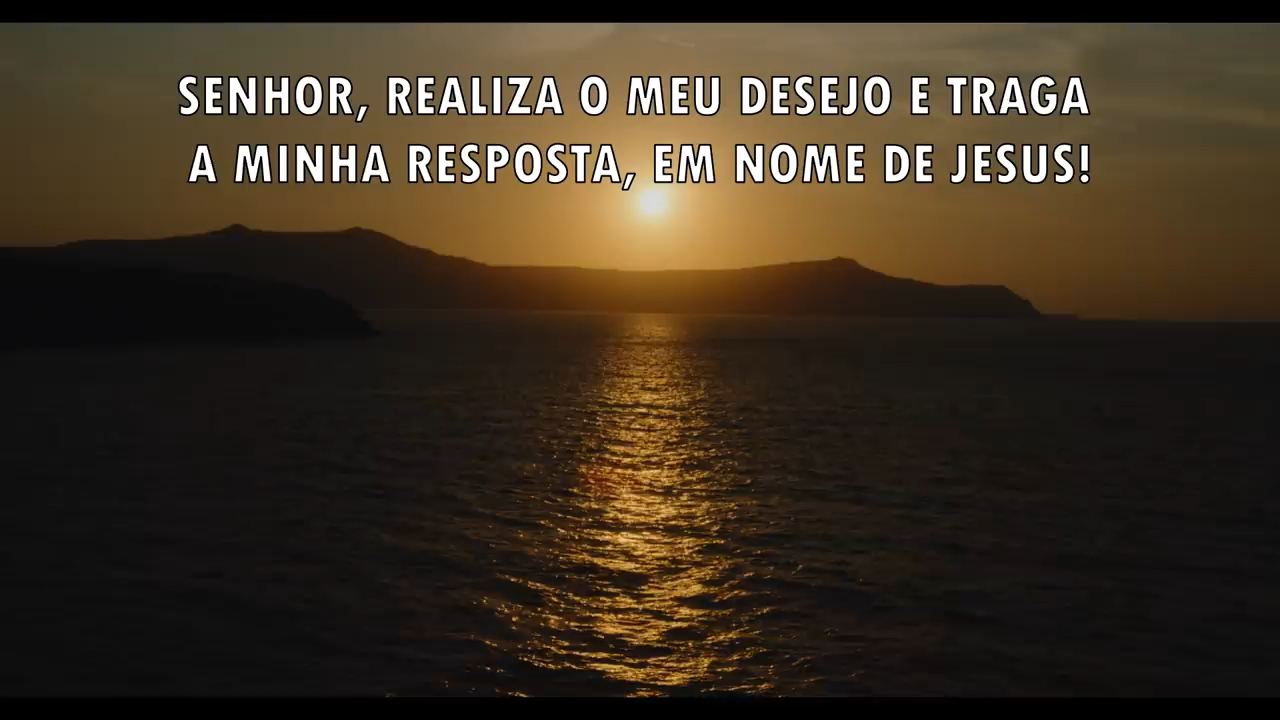 SENHOR, REALIZA O MEU DESEJO E TRAGA
A MINHA RESPOSTA, EM NOME DE JESUS!